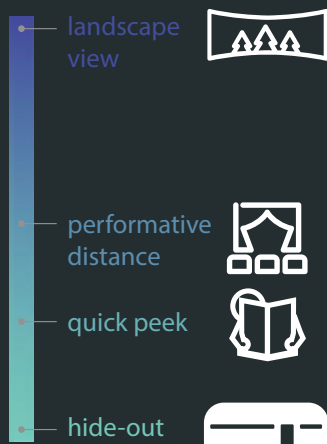 landscape
view
performative
distance
quick peek
hide-out